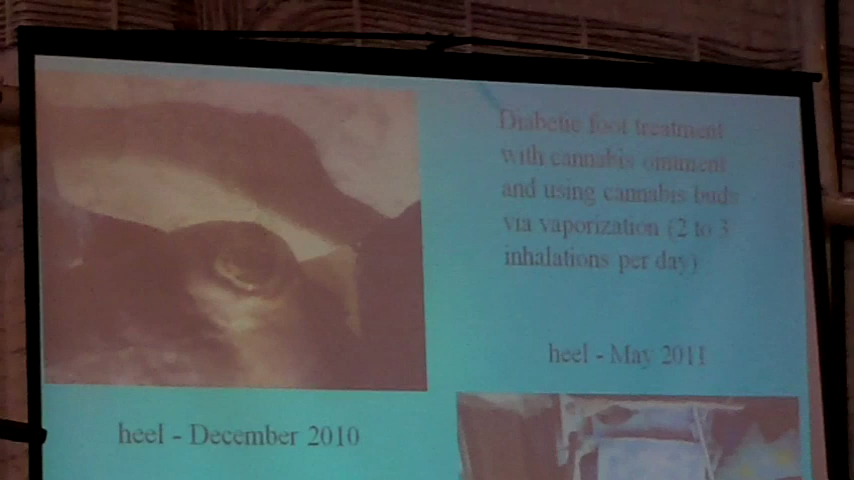 Diabetic foot treatment
with cannabis ointment
and using cannabis buds
via vaporization (2 to 3
inhalations per day)
heel - May 2011
heel - December 2010